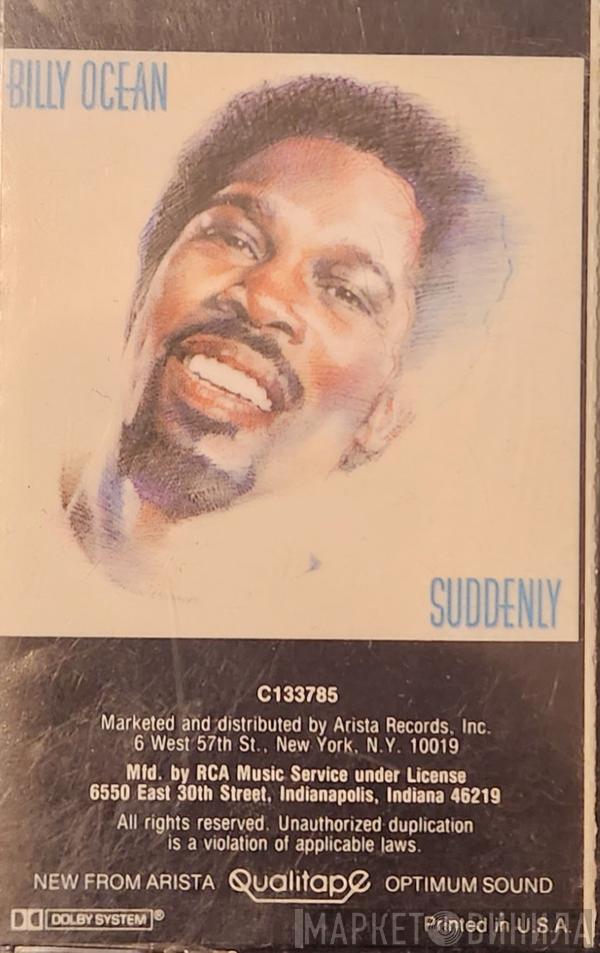 BILLY OCEAN
SUDDENLY
C133785
Marketed and distributed by Arista Records, Inc.
6 West 57th St., New York, N.Y. 10019
Mfd. by RCA Music Service under License
6550 East 30th Street, Indianapolis, Indiana 46219
All rights reserved. Unauthorized duplication
is a violation of applicable laws.
NEW FROM ARISTA Qualitape OPTIMUM SOUND
DOLBY SYSTEM® Printed in U.S.A.
МАРКЕТ ВИНИЛА